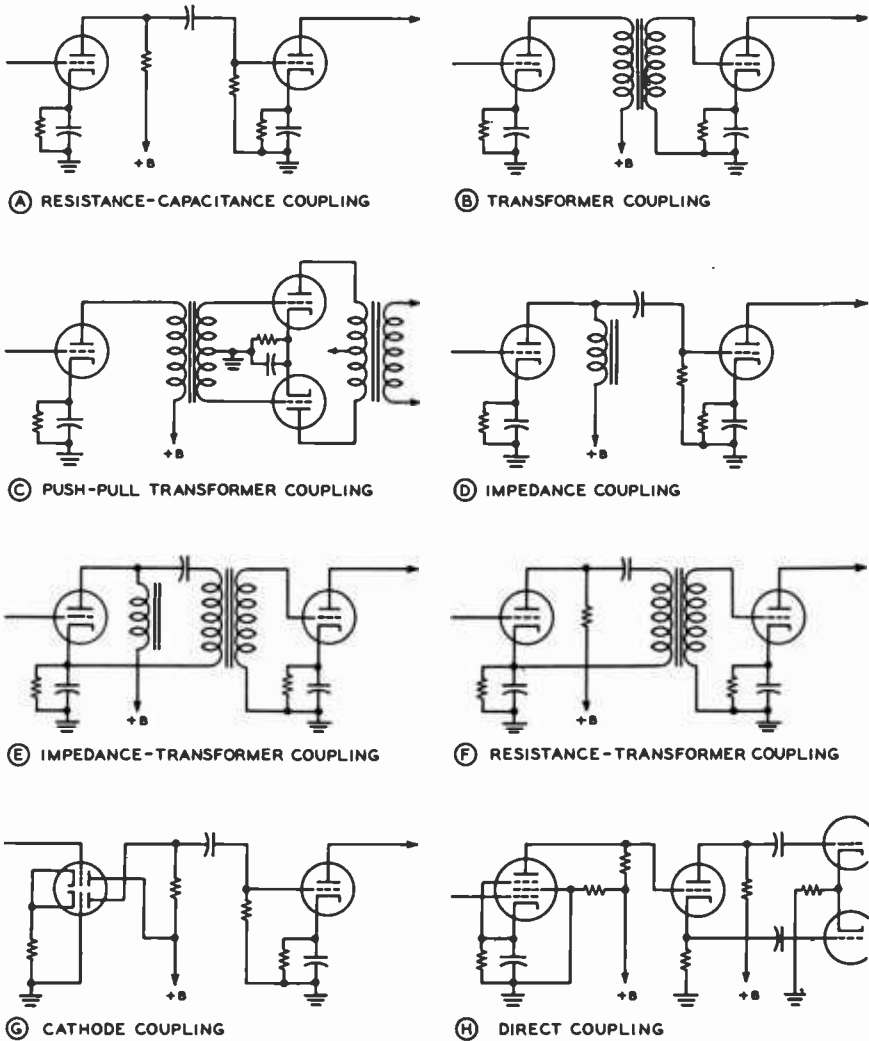 +B
+B
A RESISTANCE-CAPACITANCE COUPLING
B TRANSFORMER COUPLING
+B
+B
C PUSH-PULL TRANSFORMER COUPLING
D IMPEDANCE COUPLING
+B
+B
E IMPEDANCE-TRANSFORMER COUPLING
F RESISTANCE-TRANSFORMER COUPLING
+B
+B
+B
G CATHODE COUPLING
H DIRECT COUPLING